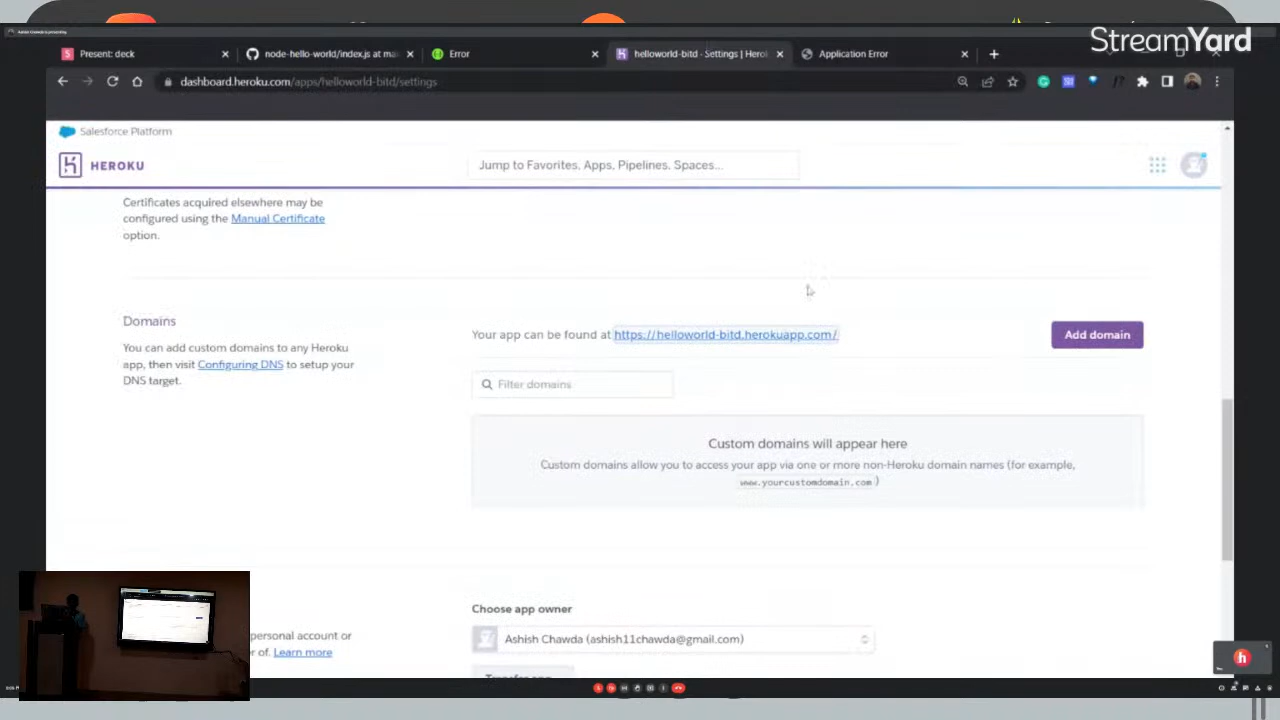 Ashish Chawda is presenting
StreamYard
Present: deck
node-hello-world/index.js at mai
Error
helloworld-bitd · Settings | Herok
Application Error
dashboard.heroku.com/apps/helloworld-bitd/settings
Salesforce Platform
HEROKU
Jump to Favorites, Apps, Pipelines, Spaces...
Certificates acquired elsewhere may be
configured using the Manual Certificate
option.
Domains
Your app can be found at https://helloworld-bitd.herokuapp.com/
Add domain
You can add custom domains to any Heroku
app, then visit Configuring DNS to setup your
DNS target.
Filter domains
Custom domains will appear here
Custom domains allow you to access your app via one or more non-Heroku domain names (for example,
www.yourcustomdomain.com )
Choose app owner
personal account or
Ashish Chawda (ashish11chawda@gmail.com)
r of. Learn more
h